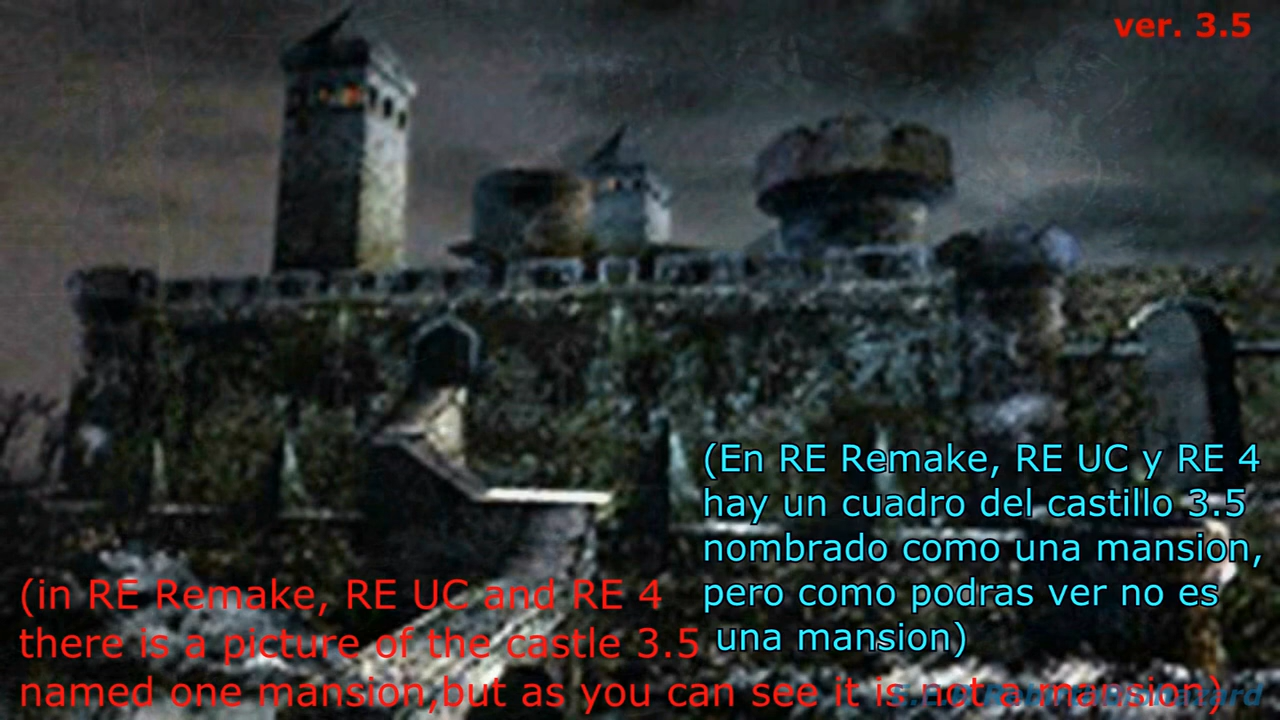 ver. 3.5
(En RE Remake, RE UC y RE 4
hay un cuadro del castillo 3.5
nombrado como una mansion,
pero como podras ver no es
una mansion)
(in RE Remake, RE UC and RE 4
there is a picture of the castle 3.5
named one mansion,but as you can see it is not a mansion)